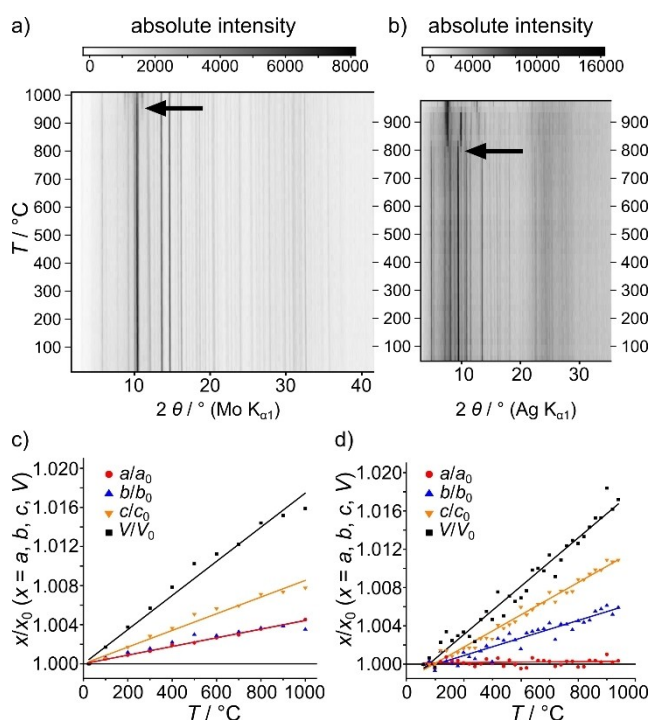 a)
absolute intensity
0 2000 4000 6000 8000
b)
absolute intensity
0 4000 10000 16000
T / °C
1000
900
800
700
600
500
400
300
200
100
900
800
700
600
500
400
300
200
100
900
800
700
600
500
400
300
200
100
10 20 30 40
2 θ / ° (Mo Kα1)
10 20 30
2 θ / ° (Ag Kα1)
c)
x/x0 (x = a, b, c, V)
1.020
1.016
1.012
1.008
1.004
1.000
a/a0
b/b0
c/c0
V/V0
0 200 400 600 800 1000
T / °C
d)
x/x0 (x = a, b, c, V)
1.020
1.016
1.012
1.008
1.004
1.000
a/a0
b/b0
c/c0
V/V0
0 200 400 600 800 1000
T / °C